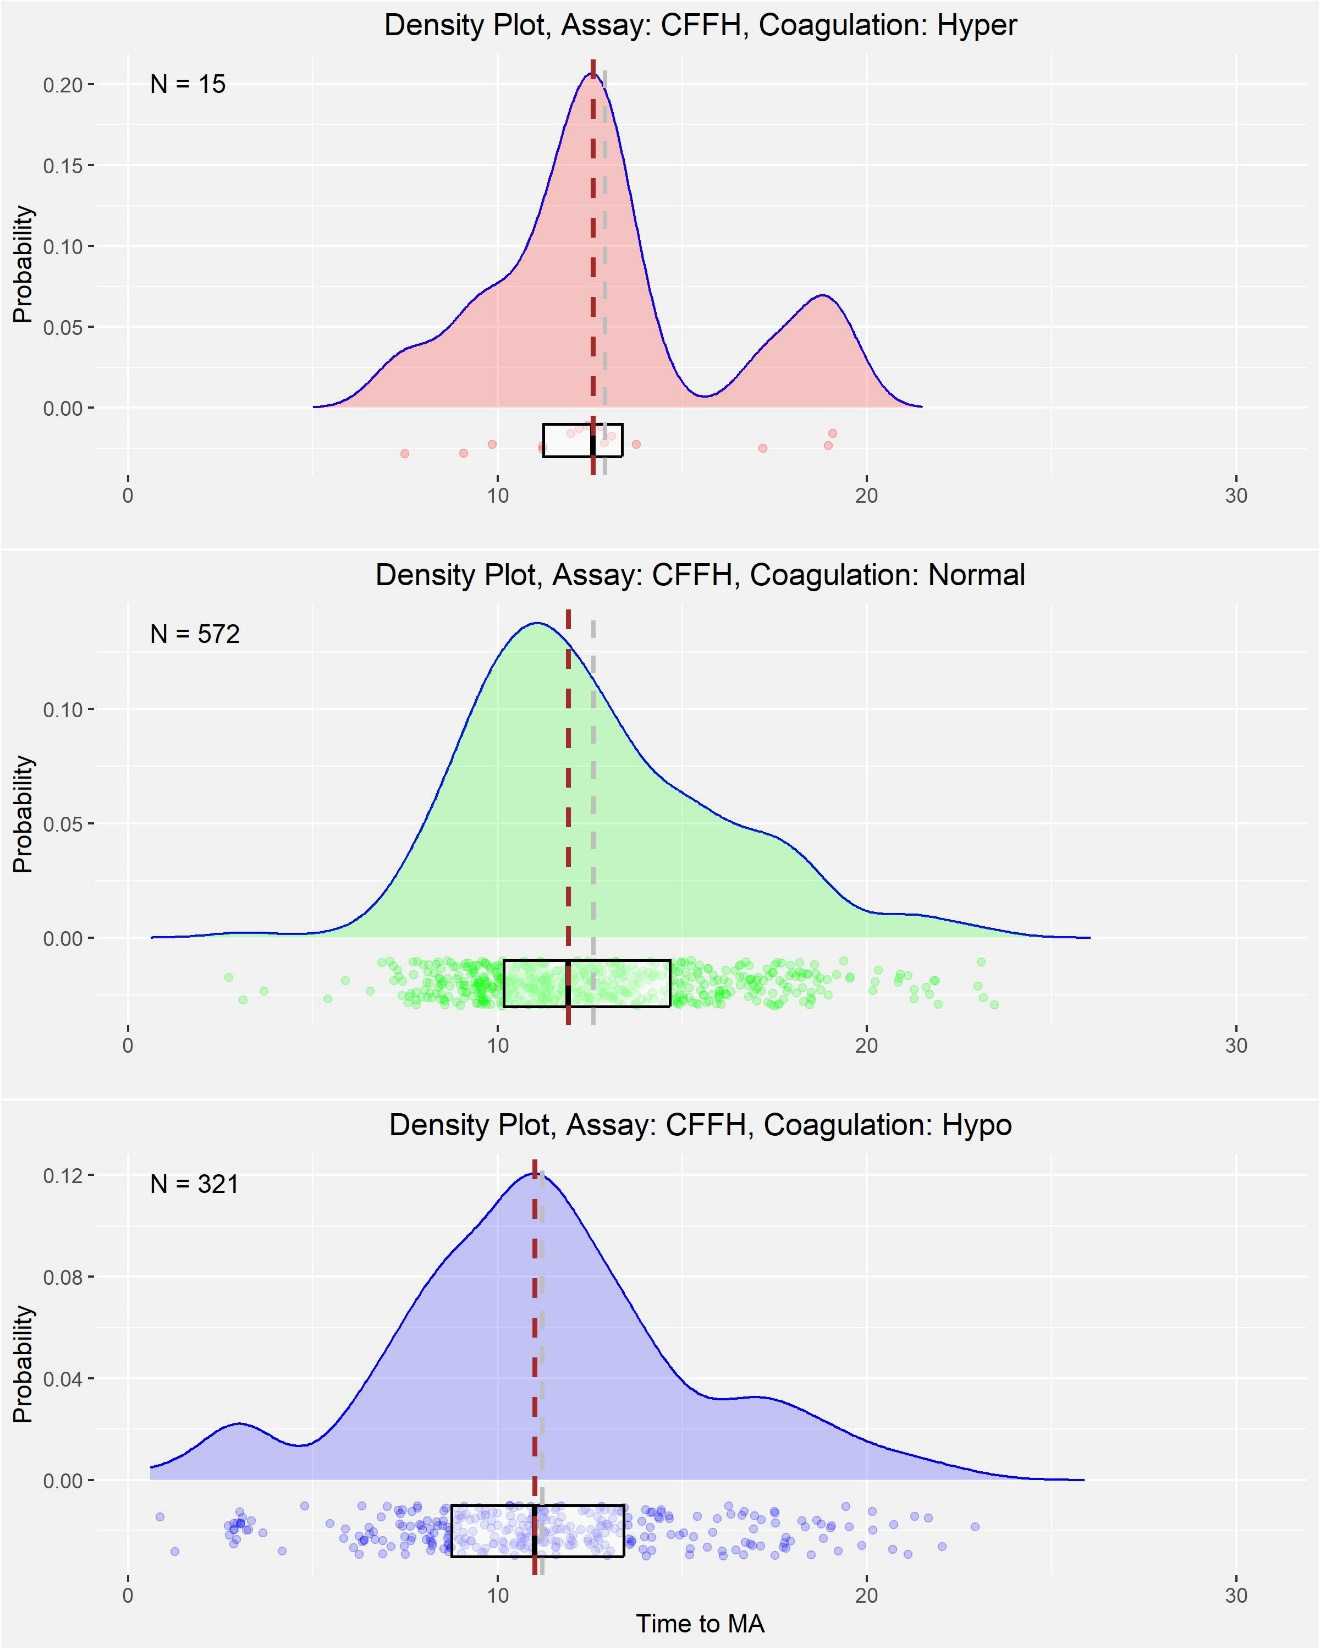 Density Plot, Assay: CFFH, Coagulation: Hyper
N = 15
Probability
0.20
0.15
0.10
0.05
0.00
0 10 20 30
Density Plot, Assay: CFFH, Coagulation: Normal
N = 572
Probability
0.10
0.05
0.00
0 10 20 30
Density Plot, Assay: CFFH, Coagulation: Hypo
N = 321
Probability
0.12
0.08
0.04
0.00
0 10 20 30
Time to MA